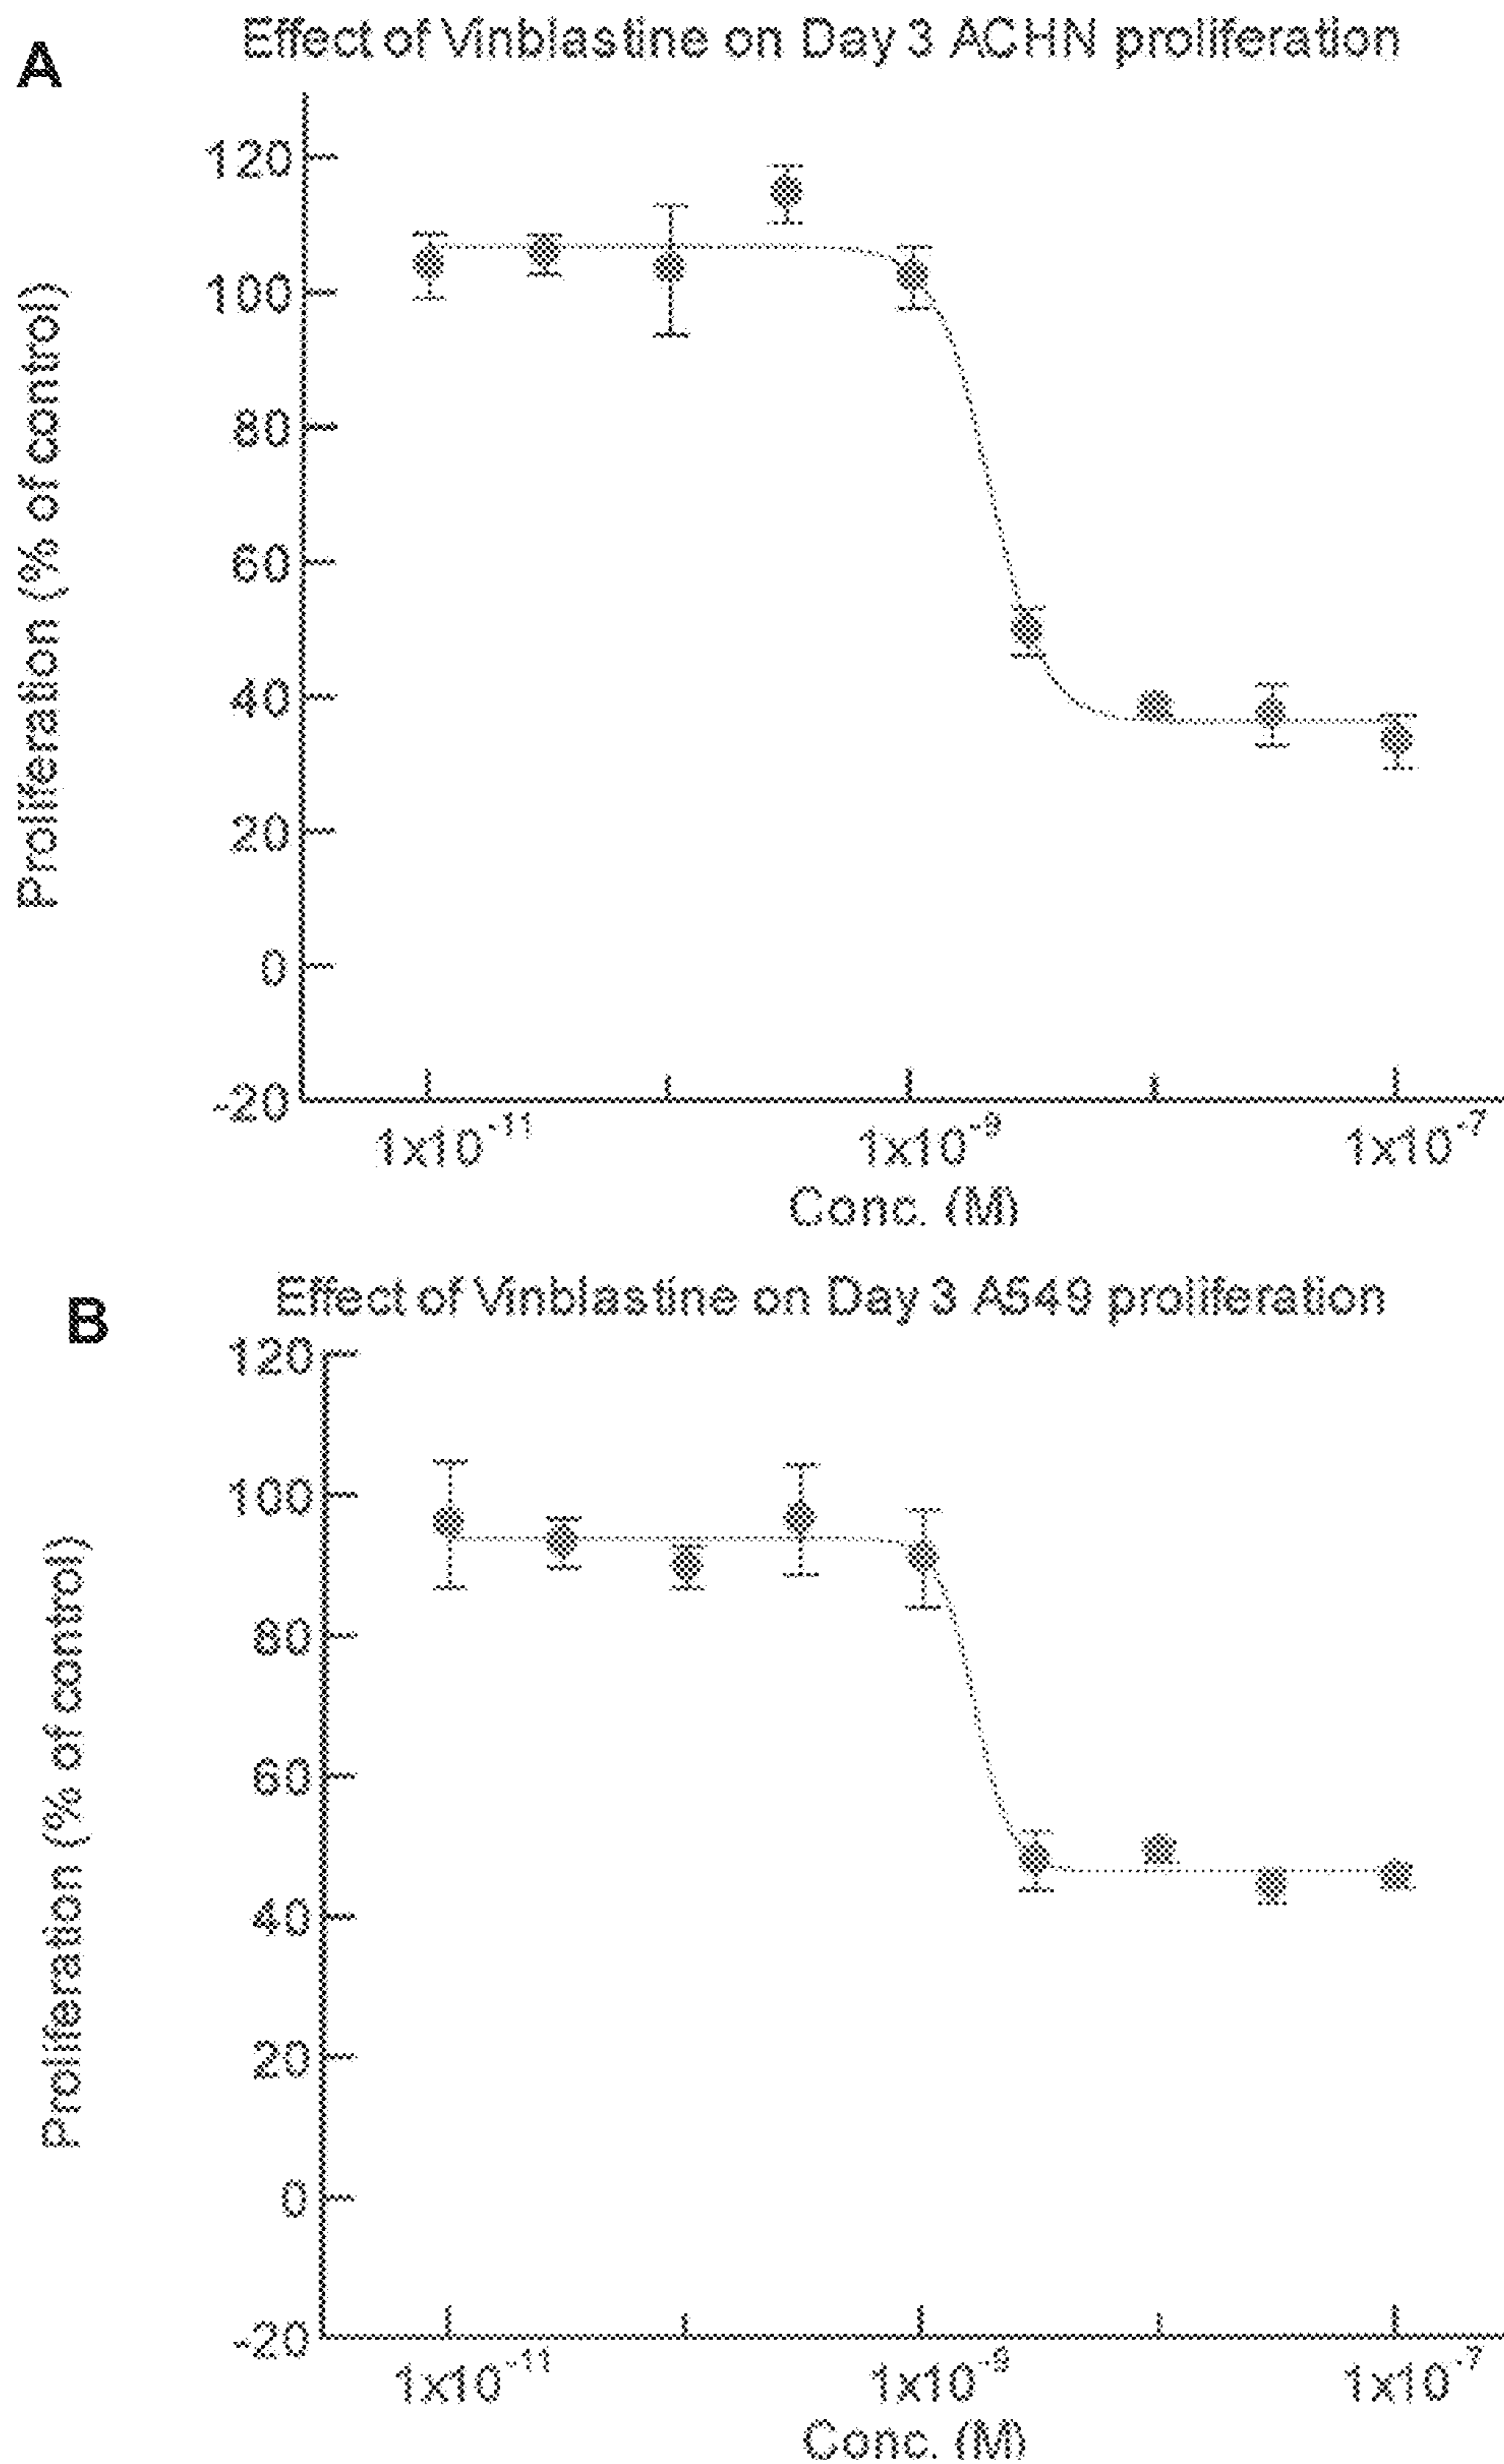 A
Effect of Vinblastine on Day 3 ACHN proliferation
Proliferation (% of control)
120
100
80
60
40
20
0
-20
1x10⁻¹¹
1x10⁻⁹
1x10⁻⁷
Conc. (M)
B
Effect of Vinblastine on Day 3 A549 proliferation
Proliferation (% of control)
120
100
80
60
40
20
0
-20
1x10⁻¹¹
1x10⁻⁹
1x10⁻⁷
Conc. (M)